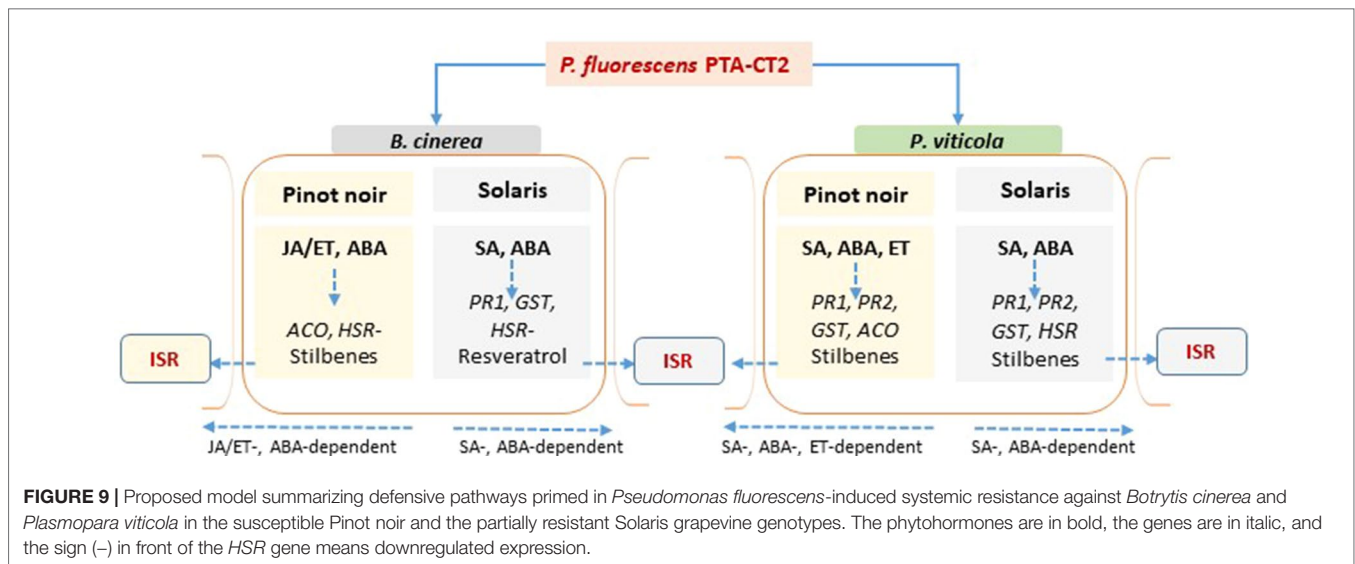 P. fluorescens PTA-CT2
B. cinerea
P. viticola
Pinot noir
Solaris
Pinot noir
Solaris
JA/ET, ABA
SA, ABA
SA, ABA, ET
SA, ABA
ACO, HSR-
Stilbenes
PR1, GST,
HSR-
Resveratrol
PR1, PR2,
GST, ACO
Stilbenes
PR1, PR2,
GST, HSR
Stilbenes
ISR
ISR
ISR
JA/ET-, ABA-dependent
SA-, ABA-dependent
SA-, ABA-, ET-dependent
SA-, ABA-dependent
FIGURE 9 | Proposed model summarizing defensive pathways primed in Pseudomonas fluorescens-induced systemic resistance against Botrytis cinerea and
Plasmopara viticola in the susceptible Pinot noir and the partially resistant Solaris grapevine genotypes. The phytohormones are in bold, the genes are in italic, and
the sign (–) in front of the HSR gene means downregulated expression.